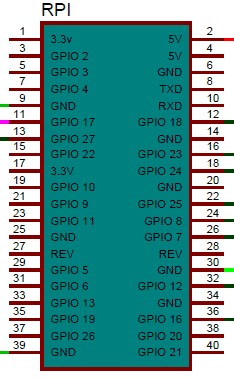 RPI
1 3.3v 5V 2
3 GPIO 2 5V 4
5 GPIO 3 GND 6
7 GPIO 4 TXD 8
9 GND RXD 10
11 GPIO 17 GPIO 18 12
13 GPIO 27 GND 14
15 GPIO 22 GPIO 23 16
17 3.3V GPIO 24 18
19 GPIO 10 GND 20
21 GPIO 9 GPIO 25 22
23 GPIO 11 GPIO 8 24
25 GND GPIO 7 26
27 REV REV 28
29 GPIO 5 GND 30
31 GPIO 6 GPIO 12 32
33 GPIO 13 GND 34
35 GPIO 19 GPIO 16 36
37 GPIO 26 GPIO 20 38
39 GND GPIO 21 40